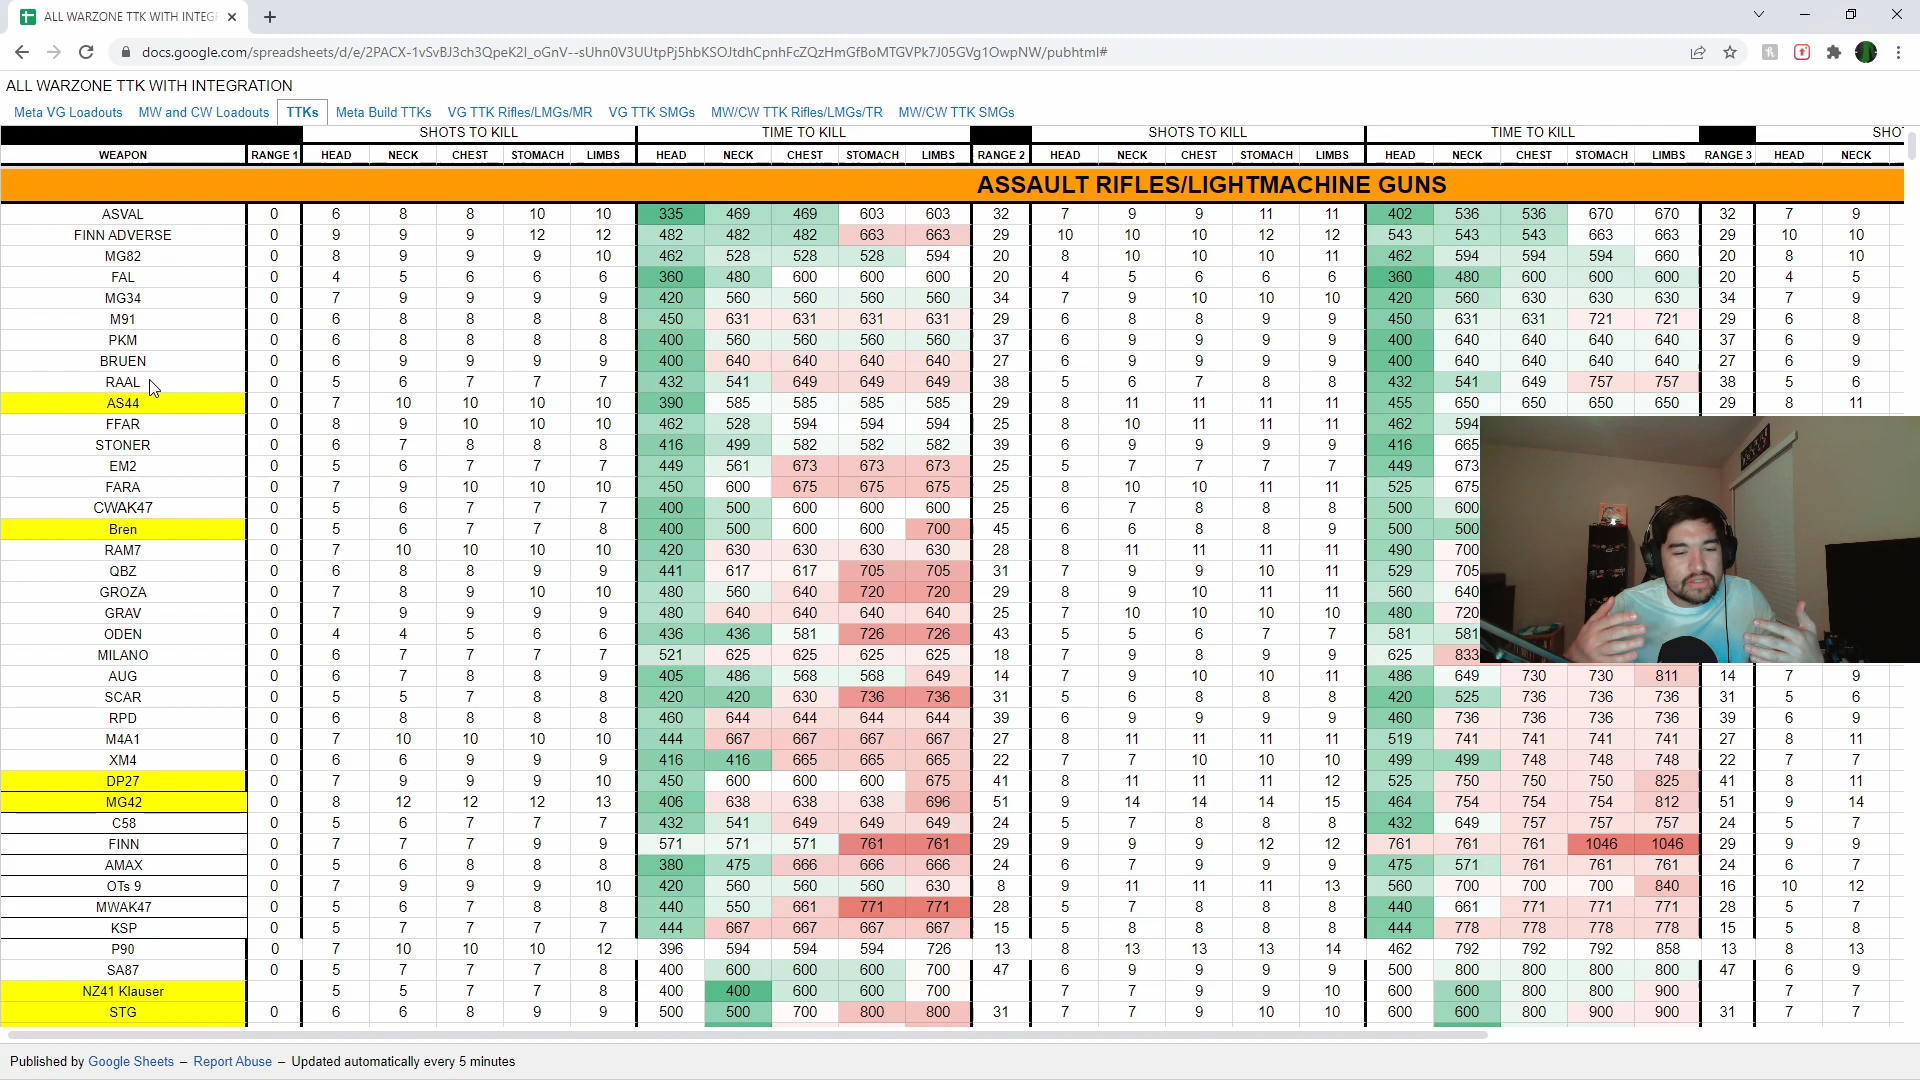 ALL WARZONE TTK WITH INTEG
docs.google.com/spreadsheets/d/e/2PACX-1vSvBJ3ch3QpeK2I_oGnV--sUhn0V3UUtpPj5hbKSOJtdhCpnhFcZQzHmGfBoMTGVPk7J05GVg1OwpNW/pubhtml#
ALL WARZONE TTK WITH INTEGRATION
Meta VG Loadouts MW and CW Loadouts TTKs Meta Build TTKs VG TTK Rifles/LMGs/MR VG TTK SMGs MW/CW TTK Rifles/LMGs/TR MW/CW TTK SMGs
SHOTS TO KILL TIME TO KILL SHOTS TO KILL TIME TO KILL SHO
WEAPON RANGE 1 HEAD NECK CHEST STOMACH LIMBS HEAD NECK CHEST STOMACH LIMBS RANGE 2 HEAD NECK CHEST STOMACH LIMBS HEAD NECK CHEST STOMACH LIMBS RANGE 3 HEAD NECK
ASSAULT RIFLES/LIGHTMACHINE GUNS
ASVAL 0 6 8 8 10 10 335 469 469 603 603 32 7 9 9 11 11 402 536 536 670 670 32 7 9
FINN ADVERSE 0 9 9 9 12 12 482 482 482 663 663 29 10 10 10 12 12 543 543 543 663 663 29 10 10
MG82 0 8 9 9 9 10 462 528 528 528 594 20 8 10 10 10 11 462 594 594 594 660 20 8 10
FAL 0 4 5 6 6 6 360 480 600 600 600 20 4 5 6 6 6 360 480 600 600 600 20 4 5
MG34 0 7 9 9 9 9 420 560 560 560 560 34 7 9 10 10 10 420 560 630 630 630 34 7 9
M91 0 6 8 8 8 8 450 631 631 631 631 29 6 8 8 9 9 450 631 631 721 721 29 6 8
PKM 0 6 8 8 8 8 400 560 560 560 560 37 6 9 9 9 9 400 640 640 640 640 37 6 9
BRUEN 0 6 9 9 9 9 400 640 640 640 640 27 6 9 9 9 9 400 640 640 640 640 27 6 9
RAAL 0 5 6 7 7 7 432 541 649 649 649 38 5 6 7 8 8 432 541 649 757 757 38 5 6
AS44 0 7 10 10 10 10 390 585 585 585 585 29 8 11 11 11 11 455 650 650 650 650 29 8 11
FFAR 0 8 9 10 10 10 462 528 594 594 594 25 8 10 11 11 11 462 594
STONER 0 6 7 8 8 8 416 499 582 582 582 39 6 9 9 9 9 416 665
EM2 0 5 6 7 7 7 449 561 673 673 673 25 5 7 7 7 7 449 673
FARA 0 7 9 10 10 10 450 600 675 675 675 25 8 10 10 11 11 525 675
CWAK47 0 5 6 7 7 7 400 500 600 600 600 25 6 7 8 8 8 500 600
Bren 0 5 6 7 7 8 400 500 600 600 700 45 6 6 8 8 9 500 500
RAM7 0 7 10 10 10 10 420 630 630 630 630 28 8 11 11 11 11 490 700
QBZ 0 6 8 8 9 9 441 617 617 705 705 31 7 9 9 10 11 529 705
GROZA 0 7 8 9 10 10 480 560 640 720 720 29 8 9 10 11 11 560 640
GRAV 0 7 9 9 9 9 480 640 640 640 640 25 7 10 10 10 10 480 720
ODEN 0 4 4 5 6 6 436 436 581 726 726 43 5 5 6 7 7 581 581
MILANO 0 6 7 7 7 7 521 625 625 625 625 18 7 9 8 9 9 625 833
AUG 0 6 7 8 8 9 405 486 568 568 649 14 7 9 10 10 11 486 649 730 730 811 14 7 9
SCAR 0 5 5 7 8 8 420 420 630 736 736 31 5 6 8 8 8 420 525 736 736 736 31 5 6
RPD 0 6 8 8 8 8 460 644 644 644 644 39 6 9 9 9 9 460 736 736 736 736 39 6 9
M4A1 0 7 10 10 10 10 444 667 667 667 667 27 8 11 11 11 11 519 741 741 741 741 27 8 11
XM4 0 6 6 9 9 9 416 416 665 665 665 22 7 7 10 10 10 499 499 748 748 748 22 7 7
DP27 0 7 9 9 9 10 450 600 600 600 675 41 8 11 11 11 12 525 750 750 750 825 41 8 11
MG42 0 8 12 12 12 13 406 638 638 638 696 51 9 14 14 14 15 464 754 754 754 812 51 9 14
C58 0 5 6 7 7 7 432 541 649 649 649 24 5 7 8 8 8 432 649 757 757 757 24 5 7
FINN 0 7 7 7 9 9 571 571 571 761 761 29 9 9 9 12 12 761 761 761 1046 1046 29 9 9
AMAX 0 5 6 8 8 8 380 475 666 666 666 24 6 7 9 9 9 475 571 761 761 761 24 6 7
OTs 9 0 7 9 9 9 10 420 560 560 560 630 8 9 11 11 11 13 560 700 700 700 840 16 10 12
MWAK47 0 5 6 7 8 8 440 550 661 771 771 28 5 7 8 8 8 440 661 771 771 771 28 5 7
KSP 0 5 7 7 7 7 444 667 667 667 667 15 5 8 8 8 8 444 778 778 778 778 15 5 8
P90 0 7 10 10 10 12 396 594 594 594 726 13 8 13 13 13 14 462 792 792 792 858 13 8 13
SA87 0 5 7 7 7 8 400 600 600 600 700 47 6 9 9 9 9 500 800 800 800 800 47 6 9
NZ41 Klauser 5 5 7 7 8 400 400 600 600 700 7 7 9 9 10 600 600 800 800 900 7 7
STG 0 6 6 8 9 9 500 500 700 800 800 31 7 7 9 10 10 600 600 800 900 900 31 7 7
Published by Google Sheets – Report Abuse – Updated automatically every 5 minutes